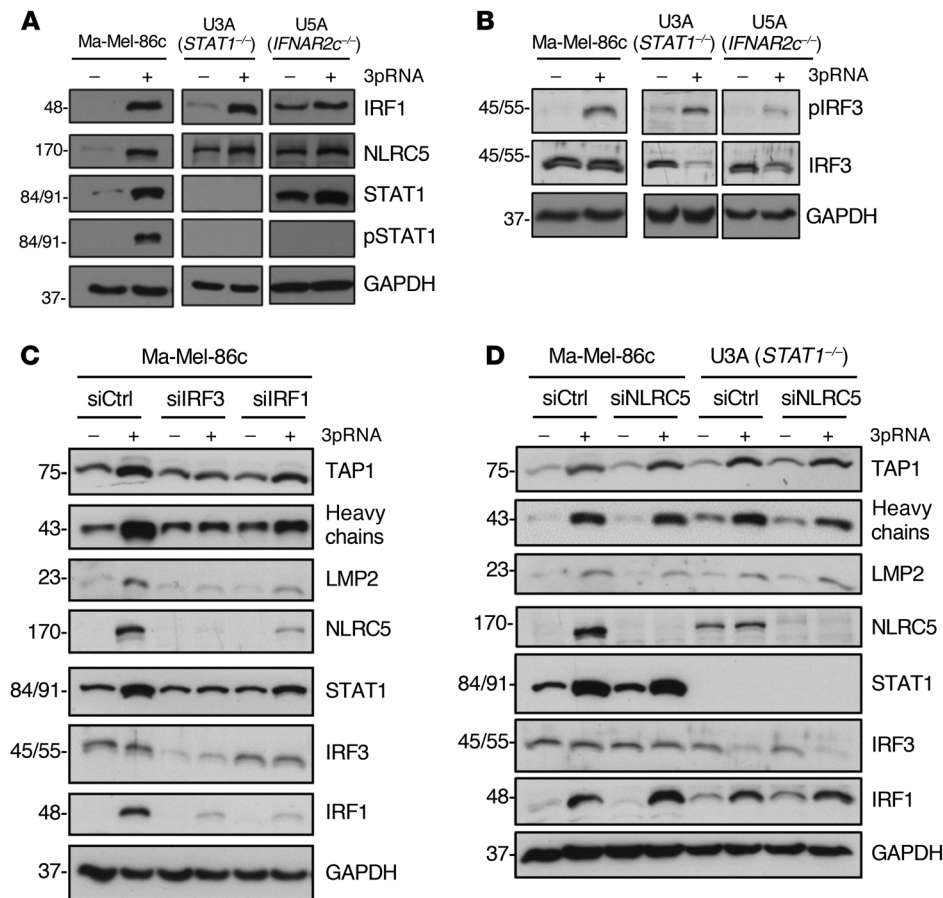 A
Ma-Mel-86c
U3A
(STAT1–/–)
U5A
(IFNAR2c–/–)
– + – + – + 3pRNA
48- IRF1
170- NLRC5
84/91- STAT1
84/91- pSTAT1
37- GAPDH
B
Ma-Mel-86c
U3A
(STAT1–/–)
U5A
(IFNAR2c–/–)
– + – + – + 3pRNA
45/55- pIRF3
45/55- IRF3
37- GAPDH
C
Ma-Mel-86c
siCtrl siIRF3 siIRF1
– + – + – + 3pRNA
75- TAP1
43- Heavy
chains
23- LMP2
170- NLRC5
84/91- STAT1
45/55- IRF3
48- IRF1
37- GAPDH
D
Ma-Mel-86c U3A (STAT1–/–)
siCtrl siNLRC5 siCtrl siNLRC5
– + – + – + – + 3pRNA
75- TAP1
43- Heavy
chains
23- LMP2
170- NLRC5
84/91- STAT1
45/55- IRF3
48- IRF1
37- GAPDH